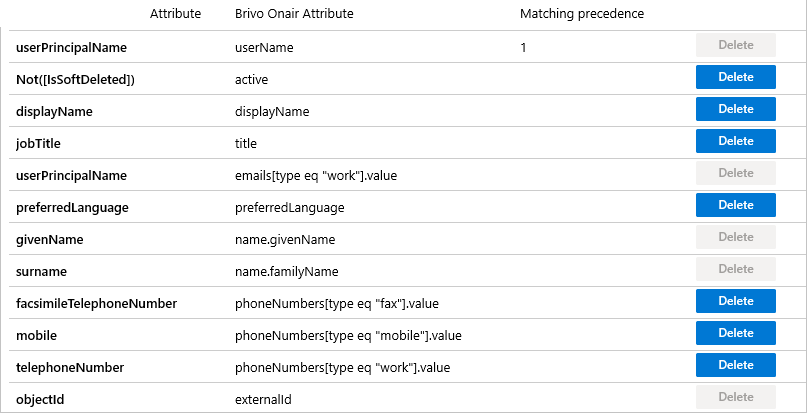 Attribute Brivo Onair Attribute Matching precedence
userPrincipalName userName 1 Delete
Not([IsSoftDeleted]) active Delete
displayName displayName Delete
jobTitle title Delete
userPrincipalName emails[type eq "work"].value Delete
preferredLanguage preferredLanguage Delete
givenName name.givenName Delete
surname name.familyName Delete
facsimileTelephoneNumber phoneNumbers[type eq "fax"].value Delete
mobile phoneNumbers[type eq "mobile"].value Delete
telephoneNumber phoneNumbers[type eq "work"].value Delete
objectId externalId Delete